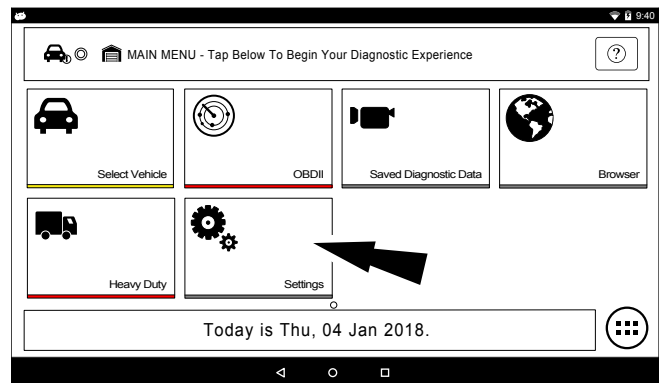 9:40
MAIN MENU - Tap Below To Begin Your Diagnostic Experience
?
Select Vehicle
OBDII
Saved Diagnostic Data
Browser
Heavy Duty
Settings
Today is Thu, 04 Jan 2018.